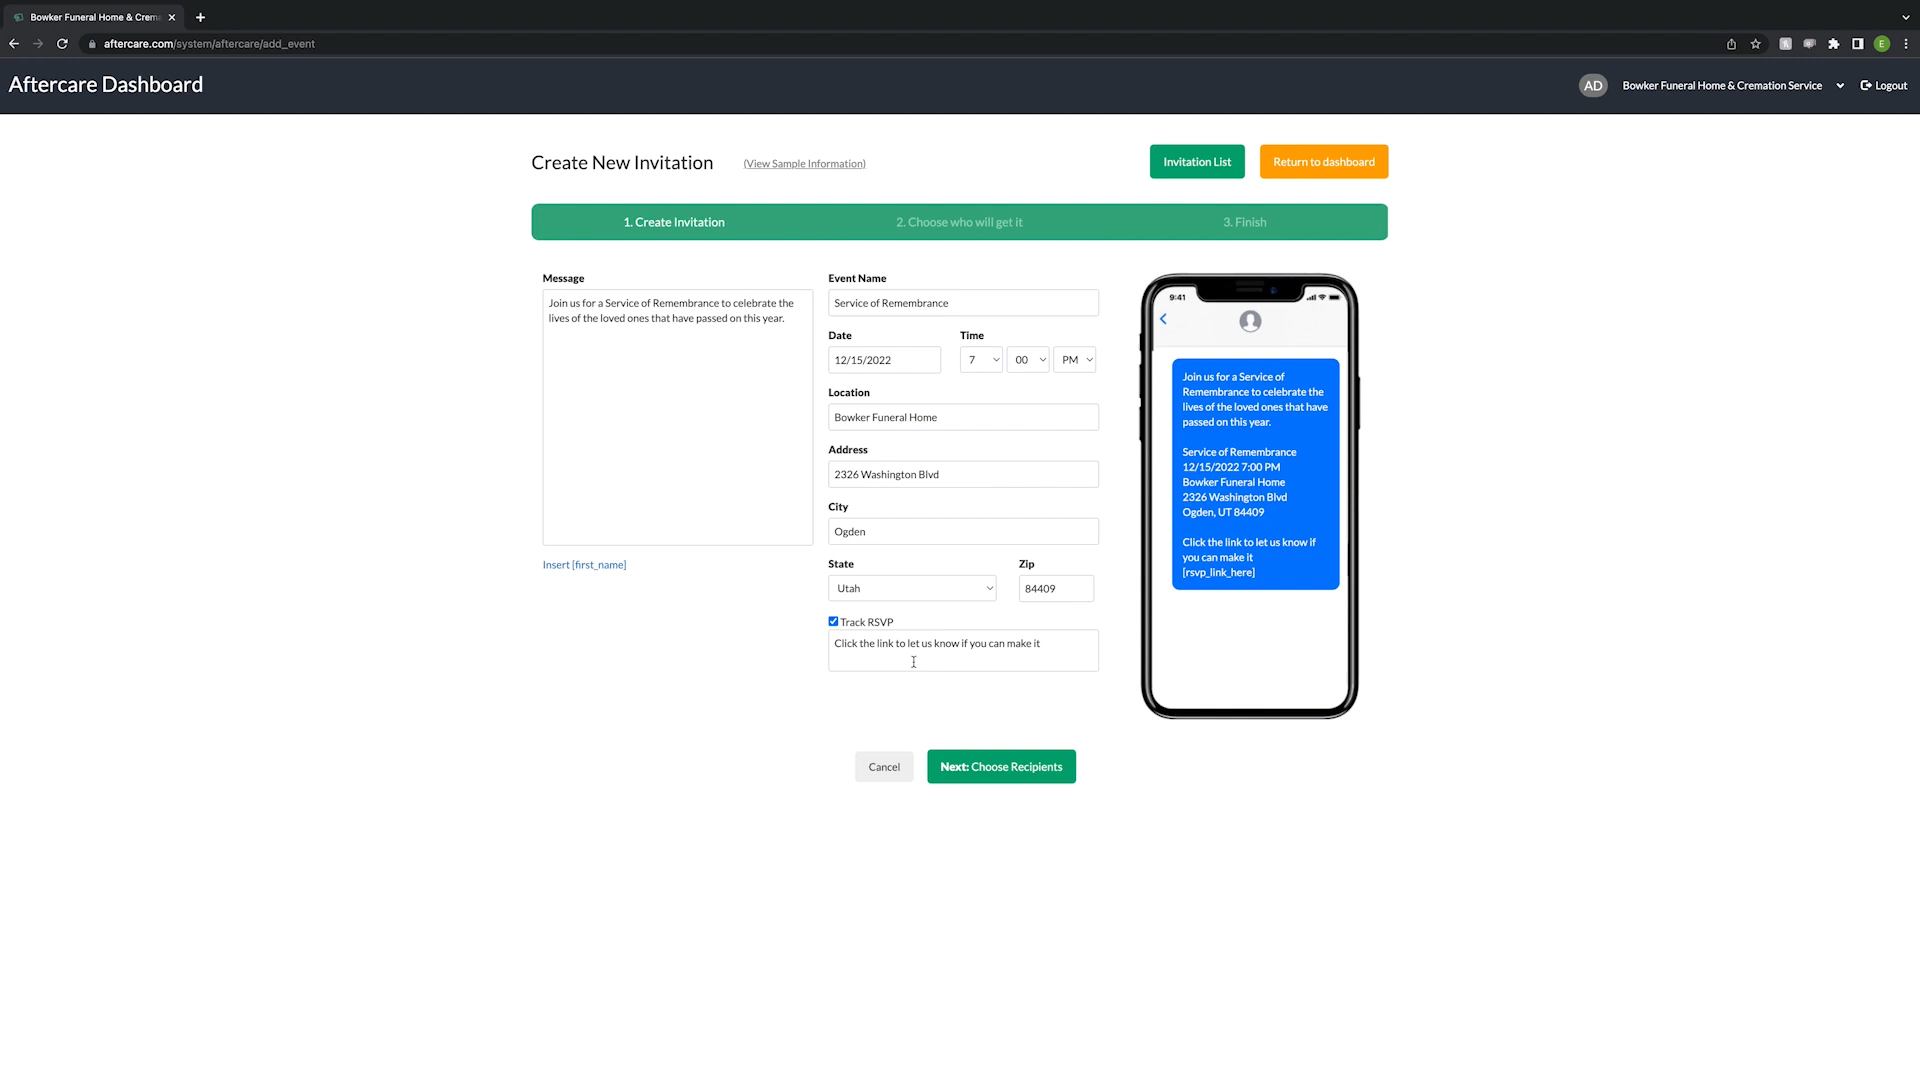 Bowker Funeral Home & Crema
aftercare.com/system/aftercare/add_event
E
Aftercare Dashboard
AD
Bowker Funeral Home & Cremation Service
Logout
Create New Invitation
(View Sample Information)
Invitation List
Return to dashboard
1. Create Invitation
2. Choose who will get it
3. Finish
Message
Join us for a Service of Remembrance to celebrate the
lives of the loved ones that have passed on this year.
Insert [first_name]
Event Name
Service of Remembrance
Date
Time
12/15/2022
7
00
PM
Location
Bowker Funeral Home
Address
2326 Washington Blvd
City
Ogden
State
Zip
Utah
84409
Track RSVP
Click the link to let us know if you can make it
9:41
Join us for a Service of
Remembrance to celebrate the
lives of the loved ones that have
passed on this year.
Service of Remembrance
12/15/2022 7:00 PM
Bowker Funeral Home
2326 Washington Blvd
Ogden, UT 84409
Click the link to let us know if
you can make it
[rsvp_link_here]
Cancel
Next: Choose Recipients